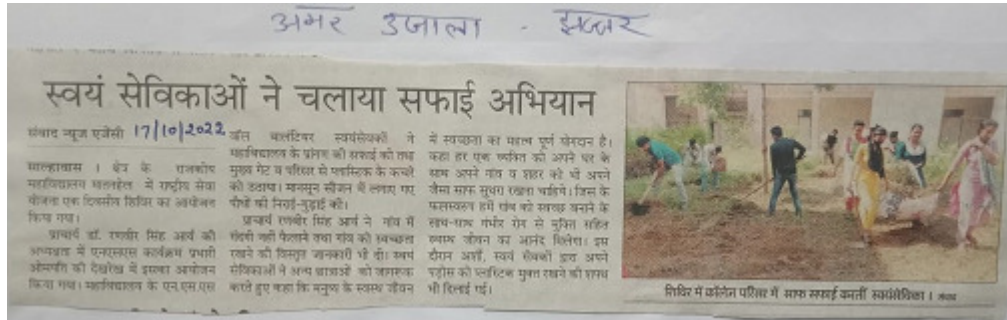 अमर उजाला - झज्जर
स्वयं सेविकाओं ने चलाया सफाई अभियान
संवाद न्यूज एजेंसी 17/10/2022
साल्हावास । क्षेत्र के राजकीय
महाविद्यालय मातनहेल में राष्ट्रीय सेवा
योजना एक दिवसीय शिविर का आयोजन
किया गया।
प्राचार्य डॉ. रणवीर सिंह आर्य की
अध्यक्षता में एनएसएस कार्यक्रम प्रभारी
ओमपति की देखरेख में इसका आयोजन
किया गया। महाविद्यालय के एन.एस.एस
वॉल वालंटियर स्वयंसेवकों ने
महाविद्यालय के प्रांगण की सफाई की तथा
मुख्य गेट व परिसर से प्लास्टिक के कचरे
को उठाया। मानसून सीजन में लगाए गए
पौधों की निराई-गुड़ाई की।
प्राचार्य रणवीर सिंह आर्य ने गांव में
गंदगी नहीं फैलाने तथा गांव की स्वच्छता
रखने की विस्तृत जानकारी भी दी। स्वयं
सेविकाओं ने अन्य छात्राओं को जागरूक
करते हुए कहा कि मनुष्य के स्वस्थ जीवन
में स्वच्छता का महत्व पूर्ण योगदान है।
कहा हर एक व्यक्ति को अपने घर के
साथ अपने गांव व शहर को भी अपने
जैसा साफ सुथरा रखना चाहिये। जिस के
फलस्वरूप हमें गांव को स्वच्छ बनाने के
साथ-साथ गंभीर रोग से मुक्ति सहित
स्वस्थ जीवन का आनंद मिलेगा। इस
दौरान स्वयं सेवकों द्वारा अपने
पड़ोस को प्लास्टिक मुक्त रखने की शपथ
भी दिलाई गई।
शिविर में कॉलेज परिसर में साफ सफाई करतीं स्वयंसेविका । संवाद